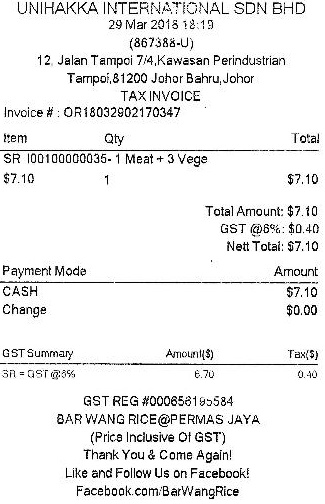 UNIHAKKA INTERNATIONAL SDN BHD
29 Mar 2018 18:19
(867388-U)
12, Jalan Tampoi 7/4,Kawasan Perindustrian
Tampoi,81200 Johor Bahru,Johor
TAX INVOICE
Invoice # : OR18032902170347
Item Qty Total
SR I00100000035- 1 Meat + 3 Vege
$7.10 1 $7.10
Total Amount: $7.10
GST @6%: $0.40
Nett Total: $7.10
Payment Mode Amount
CASH $7.10
Change $0.00
GST Summary Amount($) Tax($)
SR = GST @6% 6.70 0.40
GST REG #000656195584
BAR WANG RICE@PERMAS JAYA
(Price Inclusive Of GST)
Thank You & Come Again!
Like and Follow Us on Facebook!
Facebook.com/BarWangRice